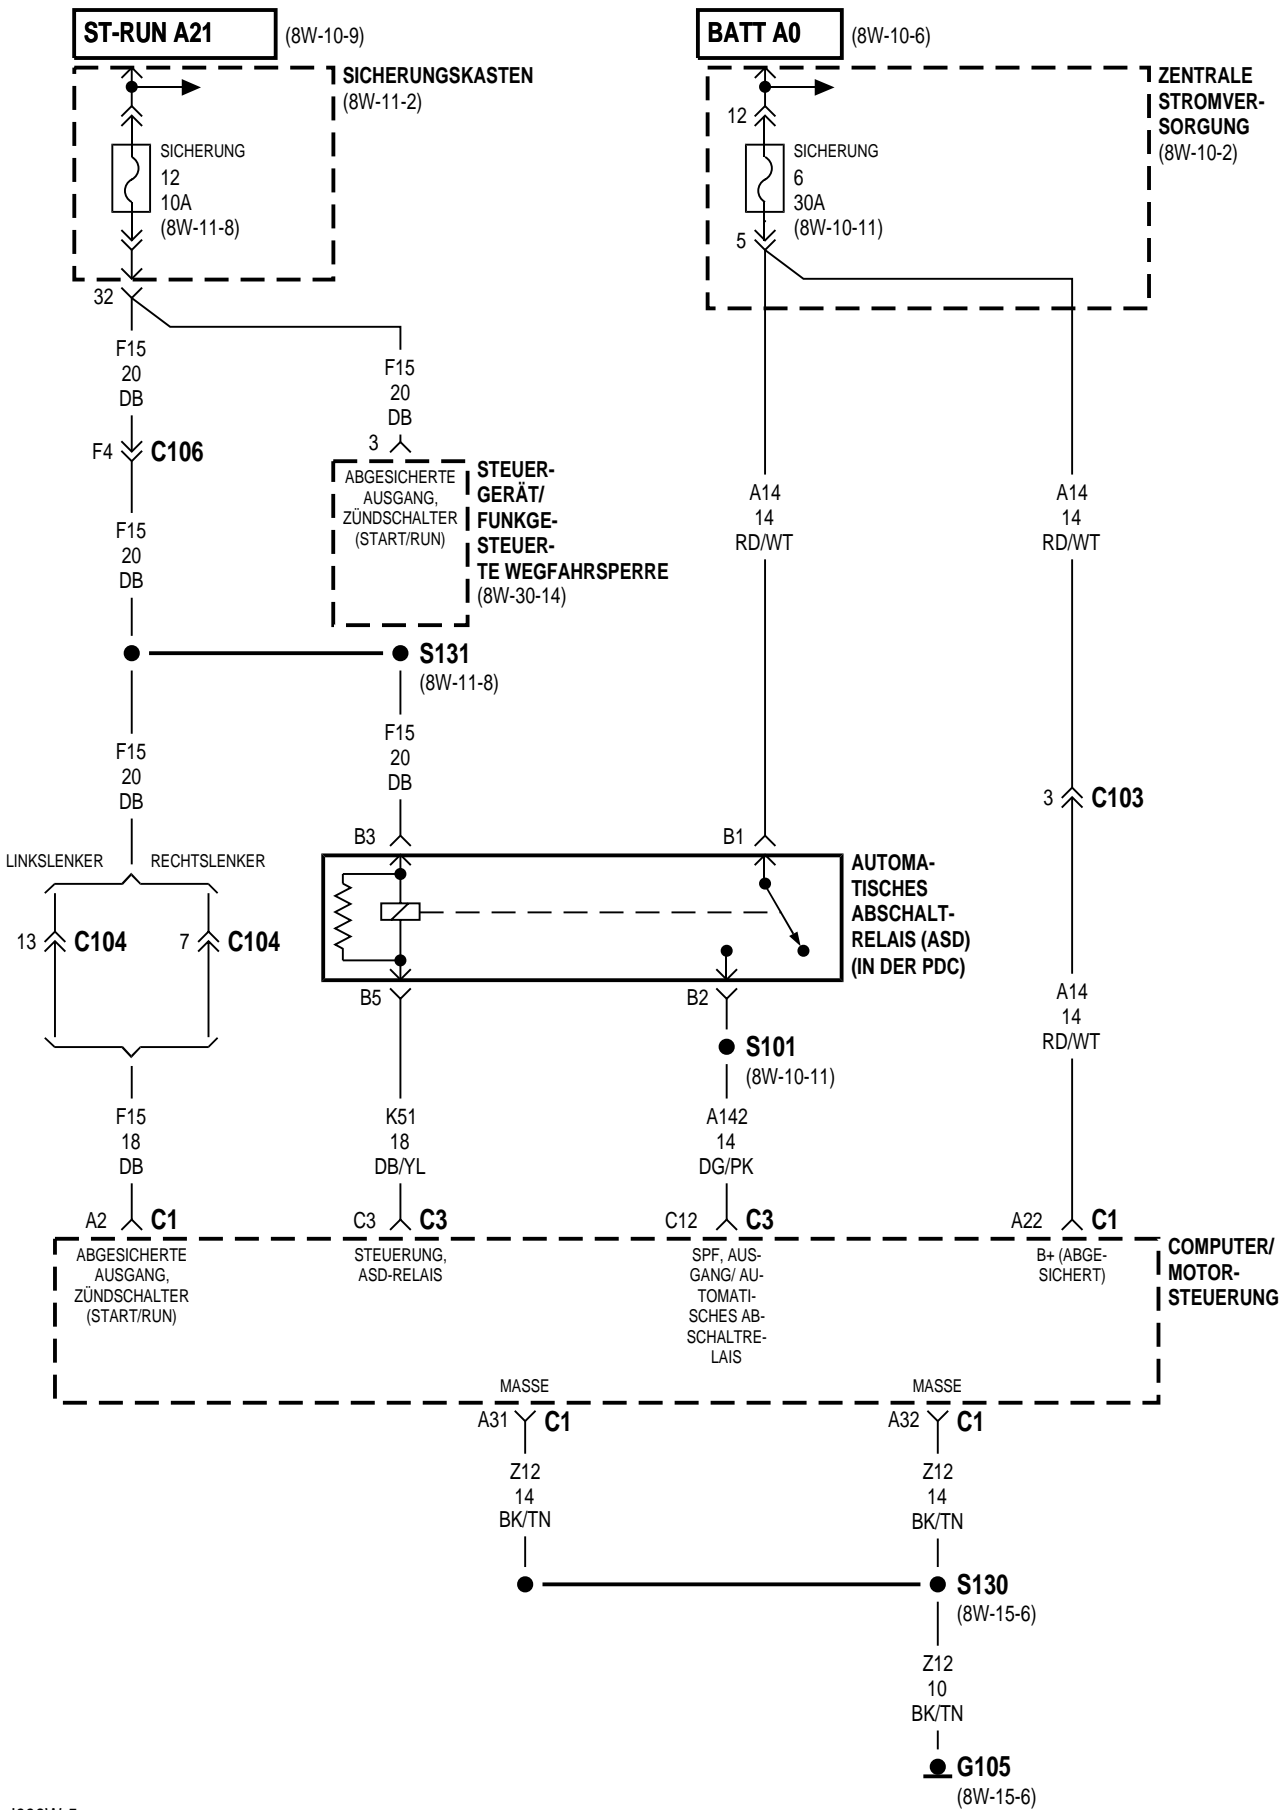 ST-RUN A21
(8W-10-9)
BATT A0
(8W-10-6)
SICHERUNGSKASTEN
(8W-11-2)
SICHERUNG
12
10A
(8W-11-8)
32
12
SICHERUNG
6
30A
(8W-10-11)
5
ZENTRALE
STROMVER-
SORGUNG
(8W-10-2)
F15
20
DB
F15
20
DB
F4
C106
3
ABGESICHERTE
AUSGANG,
ZÜNDSCHALTER
(START/RUN)
STEUER-
GERÄT/
FUNKGE-
STEUER-
TE WEGFAHRSPERRE
(8W-30-14)
F15
20
DB
A14
14
RD/WT
A14
14
RD/WT
S131
(8W-11-8)
F15
20
DB
F15
20
DB
3
C103
B3
B1
LINKSLENKER
RECHTSLENKER
13
C104
7
C104
AUTOMA-
TISCHES
ABSCHALT-
RELAIS (ASD)
(IN DER PDC)
B5
B2
A14
14
RD/WT
S101
(8W-10-11)
F15
18
DB
K51
18
DB/YL
A142
14
DG/PK
A2
C1
C3
C3
C12
C3
A22
C1
ABGESICHERTE
AUSGANG,
ZÜNDSCHALTER
(START/RUN)
STEUERUNG,
ASD-RELAIS
SPF, AUS-
GANG/ AU-
TOMATI-
SCHES AB-
SCHALTRE-
LAIS
B+ (ABGE-
SICHERT)
COMPUTER/
MOTOR-
STEUERUNG
MASSE
MASSE
A31
C1
A32
C1
Z12
14
BK/TN
Z12
14
BK/TN
S130
(8W-15-6)
Z12
10
BK/TN
G105
(8W-15-6)